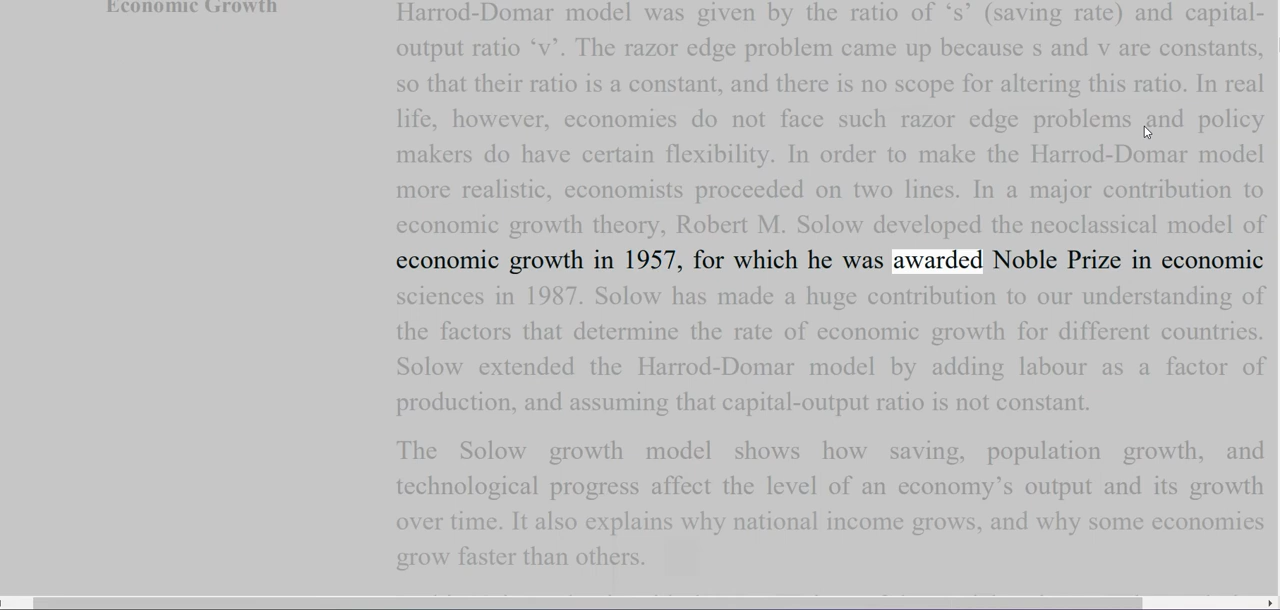 Economic Growth
Harrod-Domar model was given by the ratio of ‘s’ (saving rate) and capital-
output ratio ‘v’. The razor edge problem came up because s and v are constants,
so that their ratio is a constant, and there is no scope for altering this ratio. In real
life, however, economies do not face such razor edge problems and policy
makers do have certain flexibility. In order to make the Harrod-Domar model
more realistic, economists proceeded on two lines. In a major contribution to
economic growth theory, Robert M. Solow developed the neoclassical model of
economic growth in 1957, for which he was awarded Noble Prize in economic
sciences in 1987. Solow has made a huge contribution to our understanding of
the factors that determine the rate of economic growth for different countries.
Solow extended the Harrod-Domar model by adding labour as a factor of
production, and assuming that capital-output ratio is not constant.
The Solow growth model shows how saving, population growth, and
technological progress affect the level of an economy’s output and its growth
over time. It also explains why national income grows, and why some economies
grow faster than others.